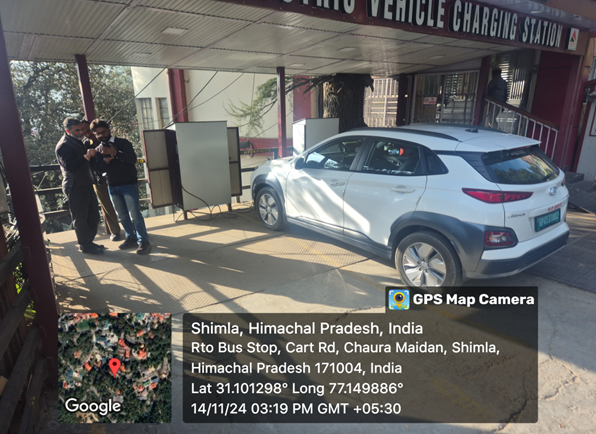 ELECTRIC VEHICLE CHARGING STATION
GPS Map Camera
Shimla, Himachal Pradesh, India
Rto Bus Stop, Cart Rd, Chaura Maidan, Shimla,
Himachal Pradesh 171004, India
Lat 31.101298° Long 77.149886°
14/11/24 03:19 PM GMT +05:30
Google